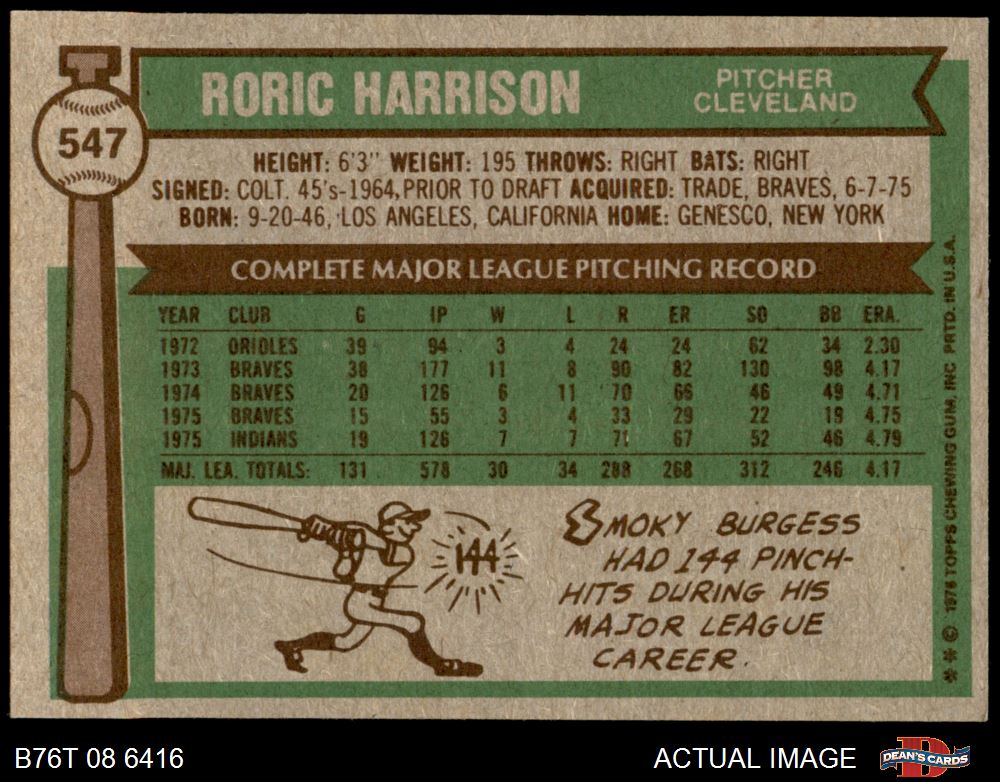 547
RORIC HARRISON
PITCHER
CLEVELAND
HEIGHT: 6'3" WEIGHT: 195 THROWS: RIGHT BATS: RIGHT
SIGNED: COLT. 45's-1964, PRIOR TO DRAFT ACQUIRED: TRADE, BRAVES, 6-7-75
BORN: 9-20-46, LOS ANGELES, CALIFORNIA HOME: GENESCO, NEW YORK
COMPLETE MAJOR LEAGUE PITCHING RECORD
YEAR CLUB G IP W L R ER SO BB ERA.
1972 ORIOLES 39 94 3 4 24 24 62 34 2.30
1973 BRAVES 38 177 11 8 90 82 130 98 4.17
1974 BRAVES 20 126 6 11 70 66 46 49 4.71
1975 BRAVES 15 55 3 4 33 29 22 19 4.75
1975 INDIANS 19 126 7 7 71 67 52 46 4.79
MAJ. LEA. TOTALS: 131 578 30 34 288 268 312 246 4.17
144
SMOKY BURGESS
HAD 144 PINCH-
HITS DURING HIS
MAJOR LEAGUE
CAREER.
** © 1976 TOPPS CHEWING GUM, INC PRTD. IN U.S.A.
B76T 08 6416
ACTUAL IMAGE
DEAN'S CARDS